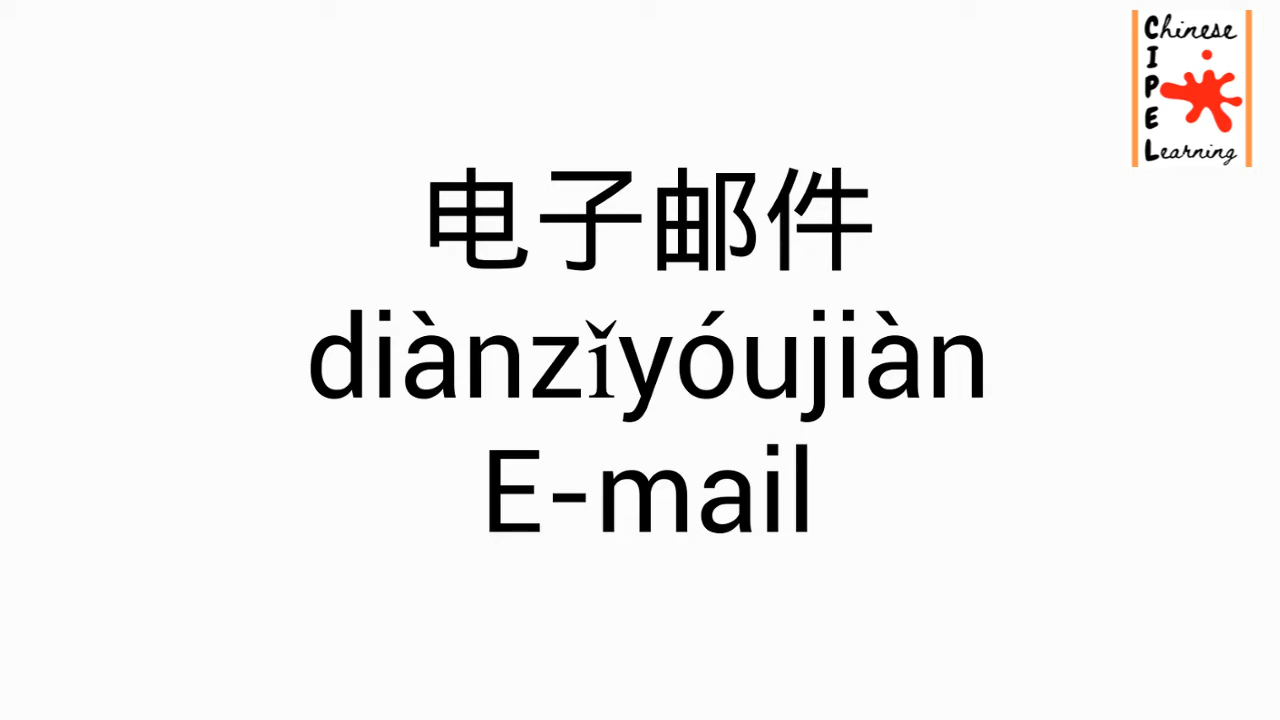 Chinese
I
P
E
Learning
电子邮件
diànzǐyóujiàn
E-mail